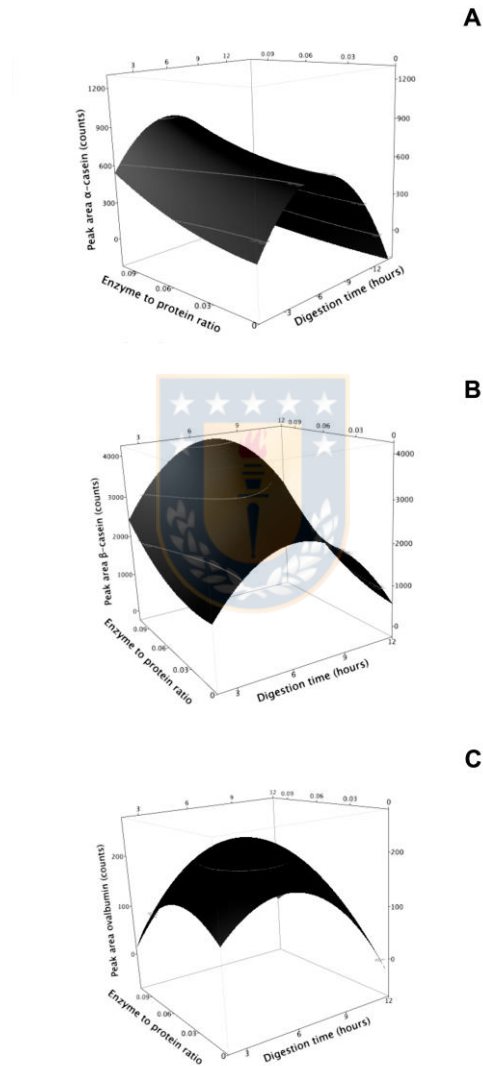 A
3 6 9 12 0.09 0.06 0.03 0
1200 1200
900 900
600 600
300 300
0 0
Peak area α-casein (counts)
0.09 0.06 0.03 0
Enzyme to protein ratio
3 6 9 12
Digestion time (hours)
B
3 6 9 12 0.09 0.06 0.03 0
4000 4000
3000 3000
2000 2000
1000 1000
0 0
Peak area β-casein (counts)
0.09 0.06 0.03 0
Enzyme to protein ratio
3 6 9 12
Digestion time (hours)
C
3 6 9 12 0.09 0.06 0.03 0
200 200
100 100
0 0
Peak area ovalbumin (counts)
0.09 0.06 0.03 0
Enzyme to protein ratio
3 6 9 12
Digestion time (hours)